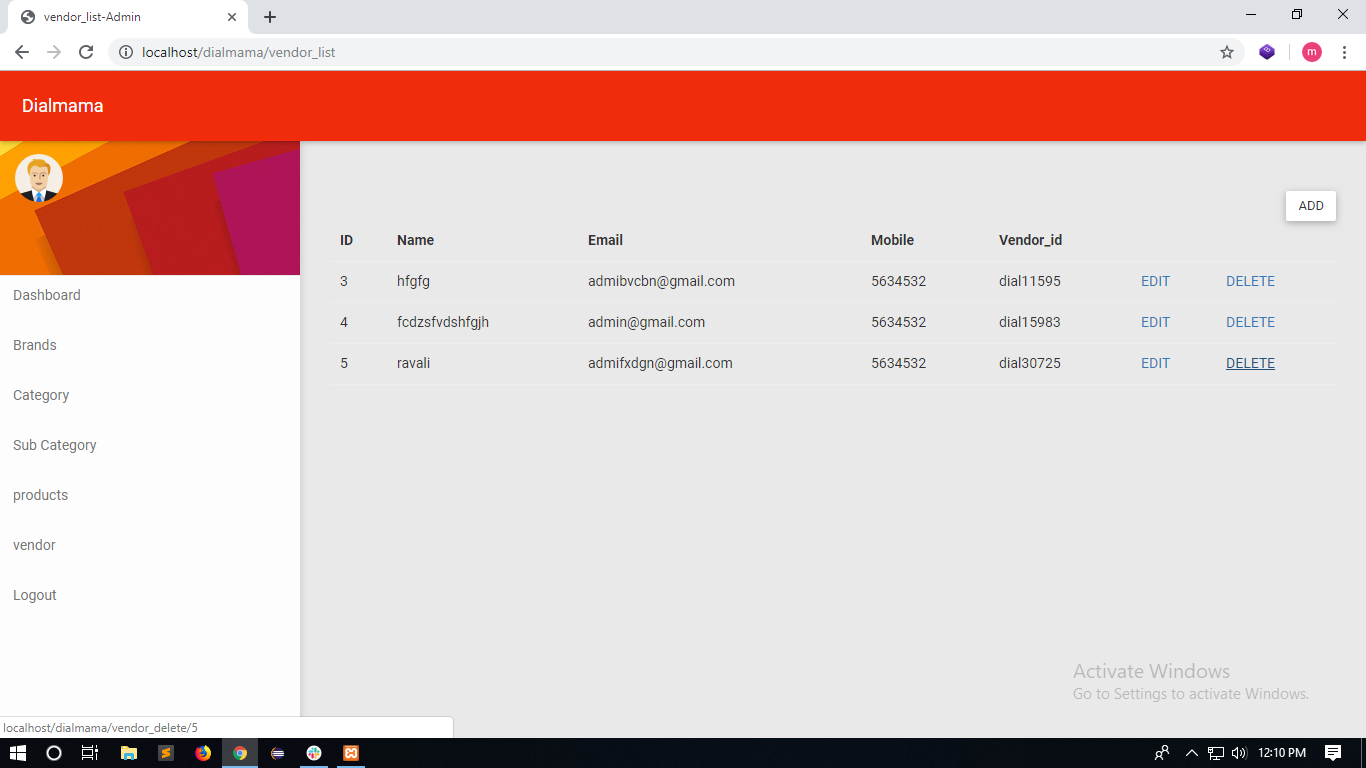 vendor_list-Admin
localhost/dialmama/vendor_list
m
Dialmama
ADD
ID Name Email Mobile Vendor_id
3 hfgfg admibvcbn@gmail.com 5634532 dial11595 EDIT DELETE
4 fcdzsfvdshfgjh admin@gmail.com 5634532 dial15983 EDIT DELETE
5 ravali admifxdgn@gmail.com 5634532 dial30725 EDIT DELETE
Dashboard
Brands
Category
Sub Category
products
vendor
Logout
Activate Windows
Go to Settings to activate Windows.
localhost/dialmama/vendor_delete/5
12:10 PM